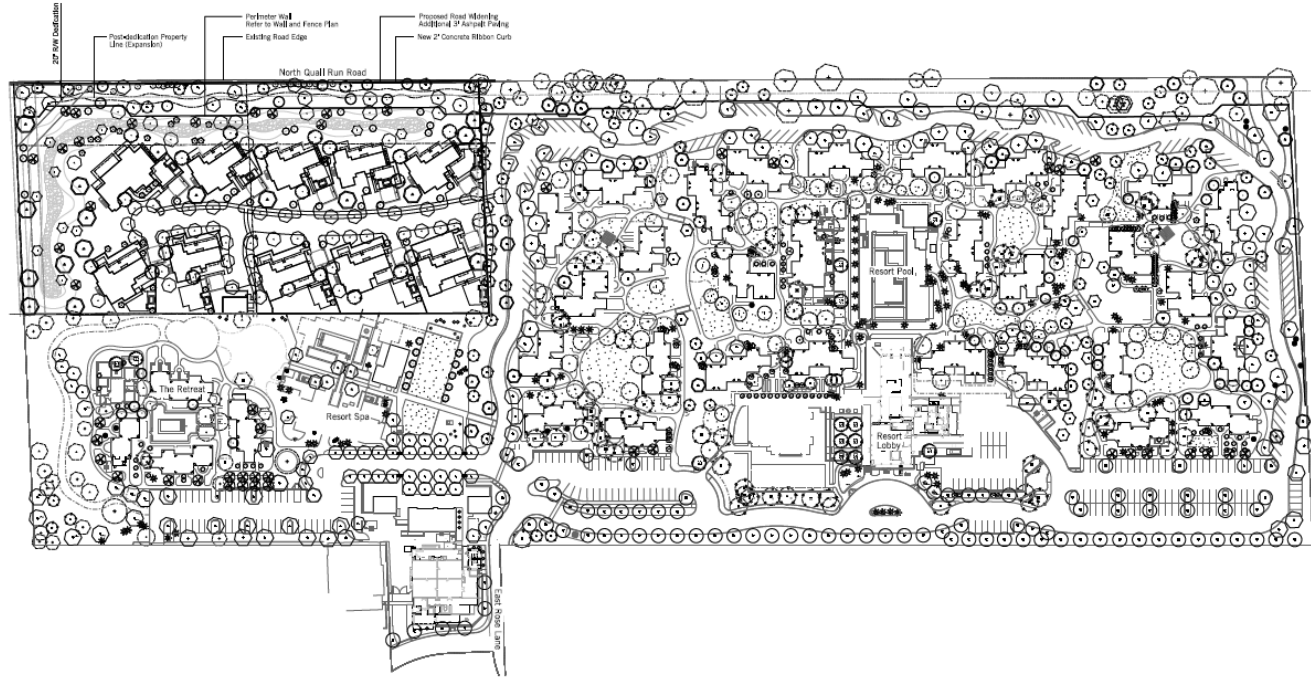 20' R/W Dedication
Post-dedication Property
Line (Expansion)
Perimeter Wall
Refer to Wall and Fence Plan
Existing Road Edge
Proposed Road Widening
Additional 3' Ashpalt Paving
New 2' Concrete Ribbon Curb
North Quail Run Road
Resort Pool
The Retreat
Resort Spa
Resort
Lobby
East Rose Lane